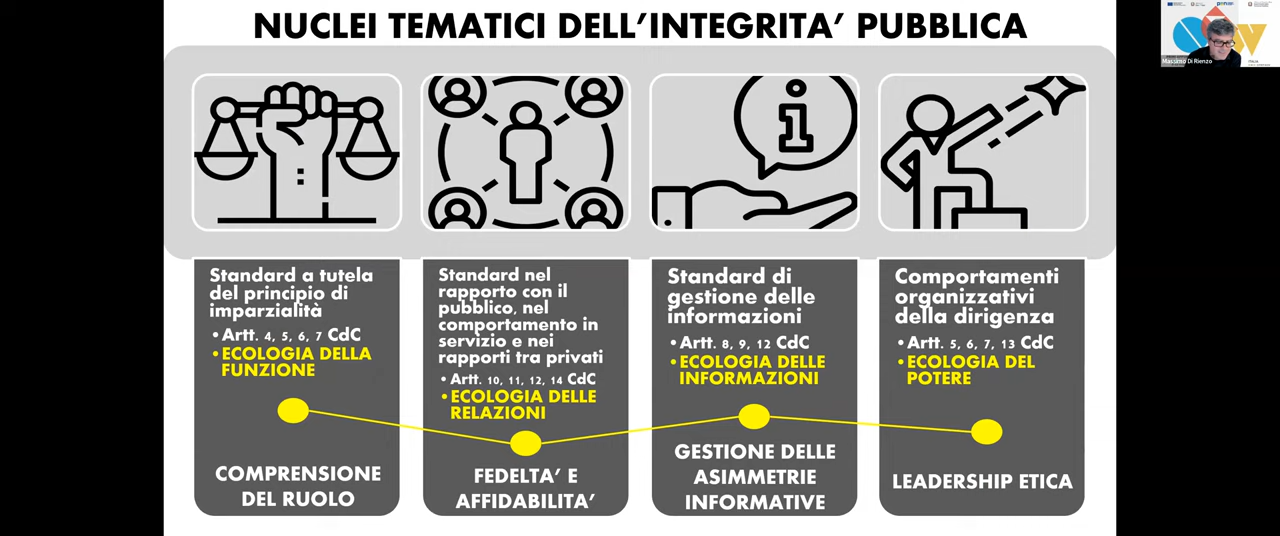 NUCLEI TEMATICI DELL'INTEGRITA' PUBBLICA
Massimo Di Rienzo
i
Standard a tutela
del principio di
imparzialità
•Artt. 4, 5, 6, 7 CdC
•ECOLOGIA DELLA
FUNZIONE
COMPRENSIONE
DEL RUOLO
Standard nel
rapporto con il
pubblico, nel
comportamento in
servizio e nei
rapporti tra privati
•Artt. 10, 11, 12, 14 CdC
•ECOLOGIA DELLE
RELAZIONI
FEDELTA' E
AFFIDABILITA'
Standard di
gestione delle
informazioni
•Artt. 8, 9, 12 CdC
•ECOLOGIA DELLE
INFORMAZIONI
GESTIONE DELLE
ASIMMETRIE
INFORMATIVE
Comportamenti
organizzativi
della dirigenza
•Artt. 5, 6, 7, 13 CdC
•ECOLOGIA DEL
POTERE
LEADERSHIP ETICA